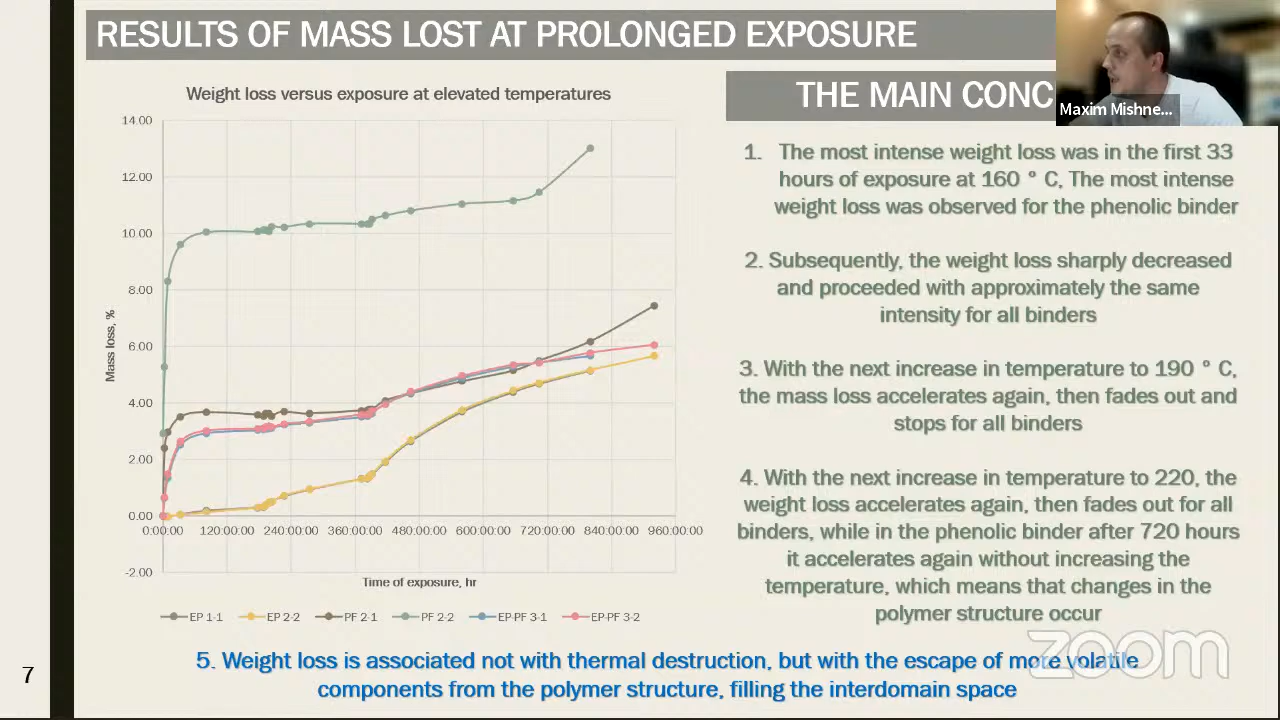 RESULTS OF MASS LOST AT PROLONGED EXPOSURE
Maxim Mishne...
Weight loss versus exposure at elevated temperatures
14.00
12.00
10.00
8.00
6.00
4.00
2.00
0.00
-2.00
Mass loss, %
0:00:00 120:00:00 240:00:00 360:00:00 480:00:00 600:00:00 720:00:00 840:00:00 960:00:00
Time of exposure, hr
EP 1-1 EP 2-2 PF 2-1 PF 2-2 EP-PF 3-1 EP-PF 3-2
THE MAIN CONC
1. The most intense weight loss was in the first 33
hours of exposure at 160 ° C, The most intense
weight loss was observed for the phenolic binder
2. Subsequently, the weight loss sharply decreased
and proceeded with approximately the same
intensity for all binders
3. With the next increase in temperature to 190 ° C,
the mass loss accelerates again, then fades out and
stops for all binders
4. With the next increase in temperature to 220, the
weight loss accelerates again, then fades out for all
binders, while in the phenolic binder after 720 hours
it accelerates again without increasing the
temperature, which means that changes in the
polymer structure occur
5. Weight loss is associated not with thermal destruction, but with the escape of more volatile
components from the polymer structure, filling the interdomain space
zoom
7